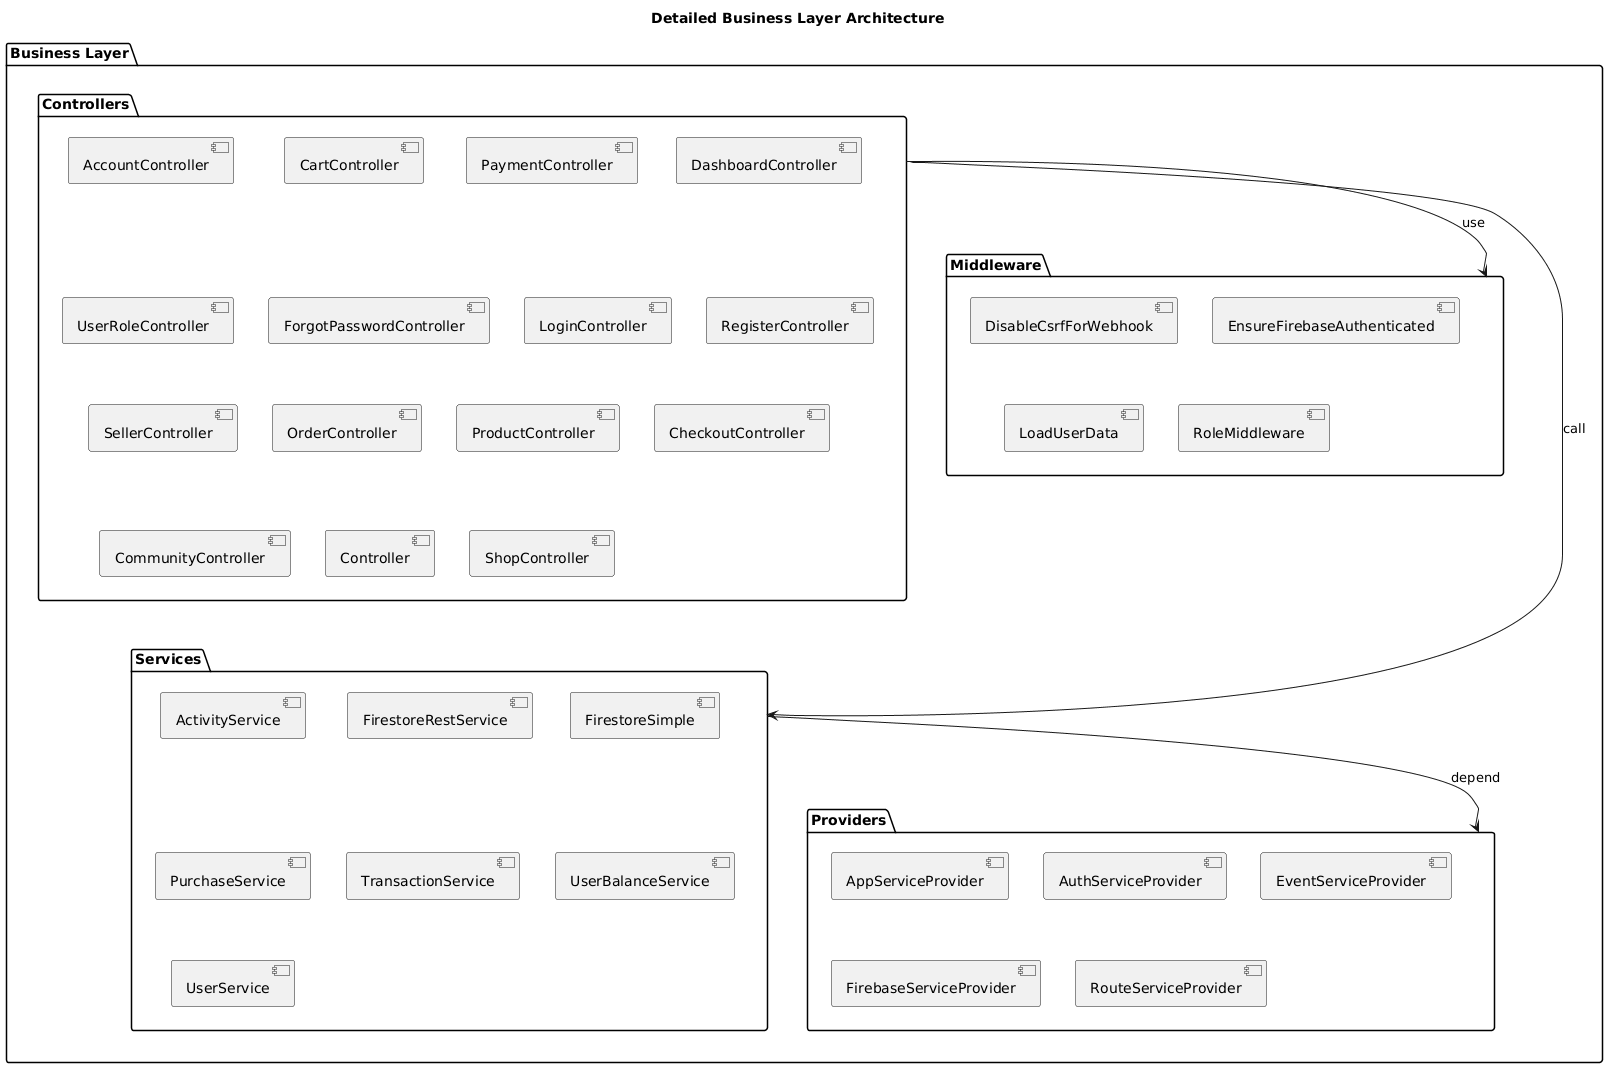 Detailed Business Layer Architecture
Business Layer
Controllers
AccountController
CartController
PaymentController
DashboardController
use
Middleware
UserRoleController
ForgotPasswordController
LoginController
RegisterController
DisableCsrfForWebhook
EnsureFirebaseAuthenticated
SellerController
OrderController
ProductController
CheckoutController
LoadUserData
RoleMiddleware
call
CommunityController
Controller
ShopController
Services
ActivityService
FirestoreRestService
FirestoreSimple
depend
Providers
PurchaseService
TransactionService
UserBalanceService
AppServiceProvider
AuthServiceProvider
EventServiceProvider
UserService
FirebaseServiceProvider
RouteServiceProvider